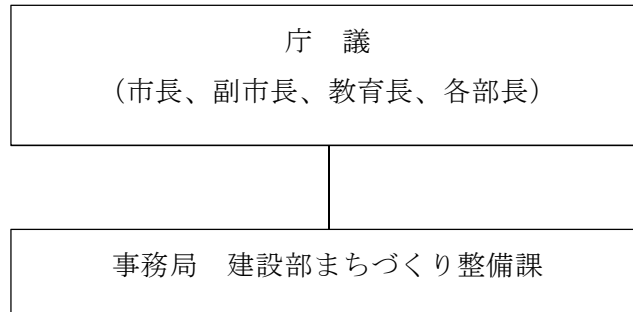 庁　議
（市長、副市長、教育長、各部長）
事務局　建設部まちづくり整備課